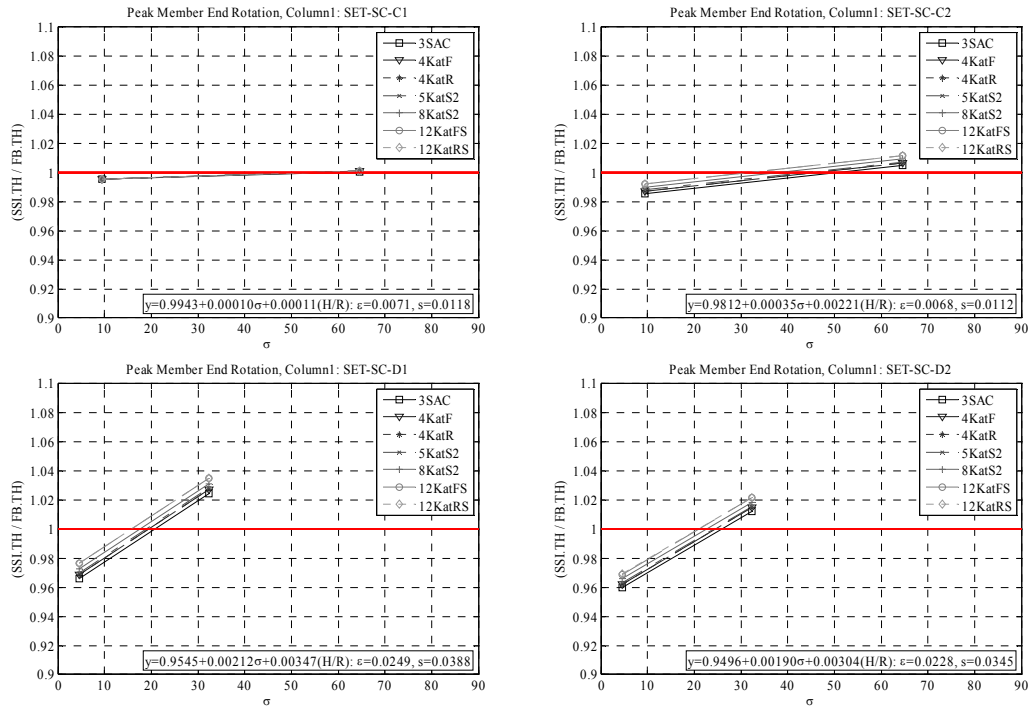 Peak Member End Rotation, Column1: SET-SC-C1
1.1
1.08
1.06
1.04
1.02
1
0.98
0.96
0.94
0.92
0.9
(SSI.TH / FB.TH)
3SAC
4KatF
4KatR
5KatS2
8KatS2
12KatFS
12KatRS
y=0.9943+0.00010σ+0.00011(H/R): ε=0.0071, s=0.0118
0 10 20 30 40 50 60 70 80 90
σ
Peak Member End Rotation, Column1: SET-SC-C2
1.1
1.08
1.06
1.04
1.02
1
0.98
0.96
0.94
0.92
0.9
(SSI.TH / FB.TH)
3SAC
4KatF
4KatR
5KatS2
8KatS2
12KatFS
12KatRS
y=0.9812+0.00035σ+0.00221(H/R): ε=0.0068, s=0.0112
0 10 20 30 40 50 60 70 80 90
σ
Peak Member End Rotation, Column1: SET-SC-D1
1.1
1.08
1.06
1.04
1.02
1
0.98
0.96
0.94
0.92
0.9
(SSI.TH / FB.TH)
3SAC
4KatF
4KatR
5KatS2
8KatS2
12KatFS
12KatRS
y=0.9545+0.00212σ+0.00347(H/R): ε=0.0249, s=0.0388
0 10 20 30 40 50 60 70 80 90
σ
Peak Member End Rotation, Column1: SET-SC-D2
1.1
1.08
1.06
1.04
1.02
1
0.98
0.96
0.94
0.92
0.9
(SSI.TH / FB.TH)
3SAC
4KatF
4KatR
5KatS2
8KatS2
12KatFS
12KatRS
y=0.9496+0.00190σ+0.00304(H/R): ε=0.0228, s=0.0345
0 10 20 30 40 50 60 70 80 90
σ